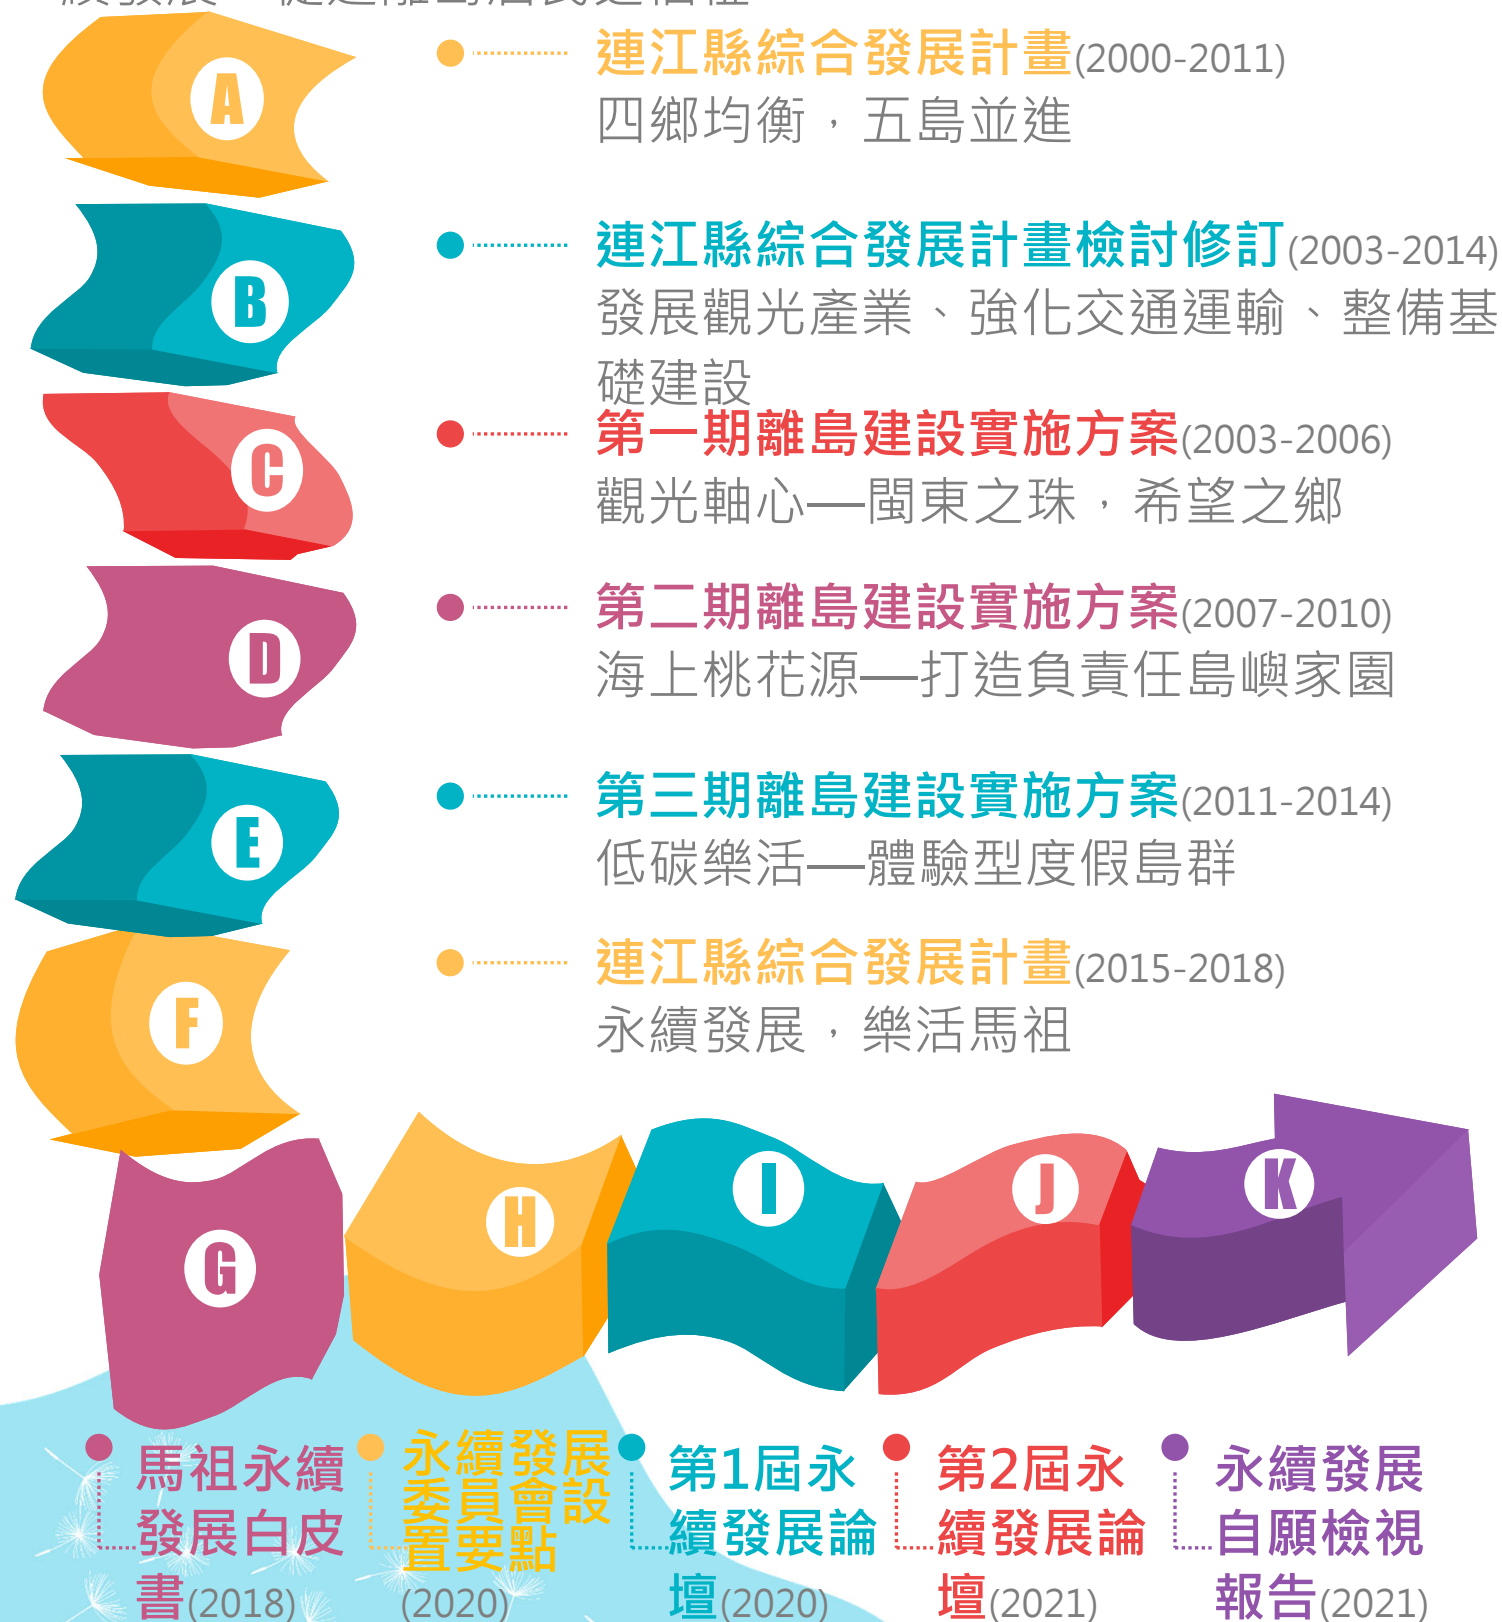 A
連江縣綜合發展計畫(2000-2011)
四鄉均衡，五島並進
B
連江縣綜合發展計畫檢討修訂(2003-2014)
發展觀光產業、強化交通運輸、整備基
礎建設
C
第一期離島建設實施方案(2003-2006)
觀光軸心—閩東之珠，希望之鄉
D
第二期離島建設實施方案(2007-2010)
海上桃花源—打造負責任島嶼家園
E
第三期離島建設實施方案(2011-2014)
低碳樂活—體驗型度假島群
F
連江縣綜合發展計畫(2015-2018)
永續發展，樂活馬祖
G
H
I
J
K
馬祖永續
發展白皮
書(2018)
永續發展
委員會設
置要點
(2020)
第1屆永
續發展論
壇(2020)
第2屆永
續發展論
壇(2021)
永續發展
自願檢視
報告(2021)